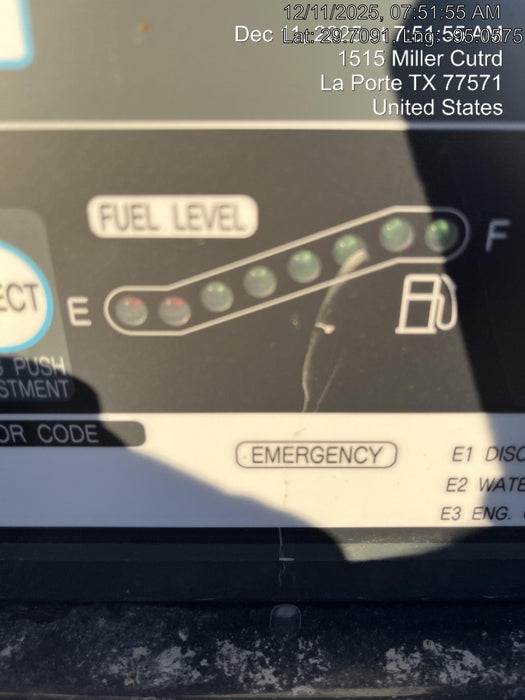 12/11/2025, 07:51:55 AM
1515 Miller Cutrd
La Porte TX 77571
United States
FUEL LEVEL
F
E
ECT
PUSH
STMENT
OR CODE
EMERGENCY
E1 DISC
E2 WATE
E3 ENG.